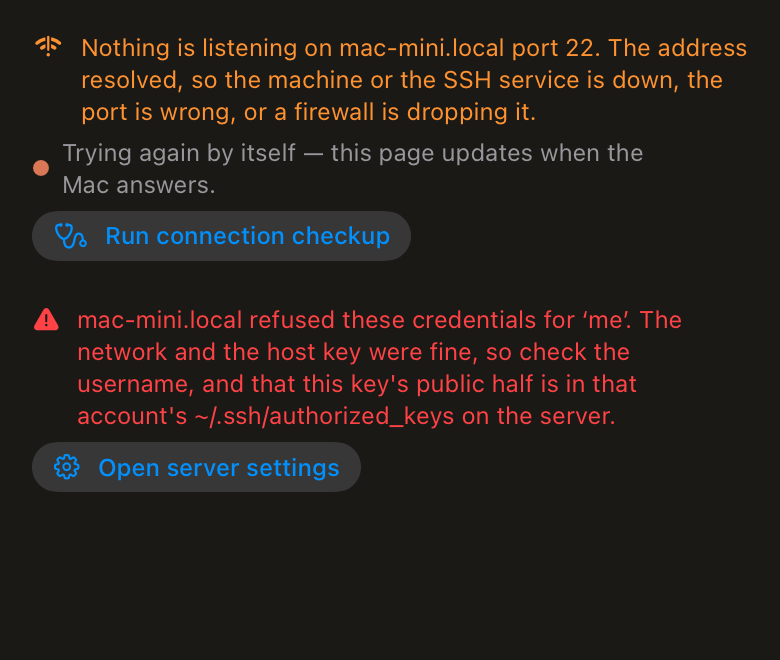 Nothing is listening on mac-mini.local port 22. The address
resolved, so the machine or the SSH service is down, the
port is wrong, or a firewall is dropping it.
Trying again by itself — this page updates when the
Mac answers.
Run connection checkup
mac-mini.local refused these credentials for ‘me’. The
network and the host key were fine, so check the
username, and that this key's public half is in that
account's ~/.ssh/authorized_keys on the server.
Open server settings